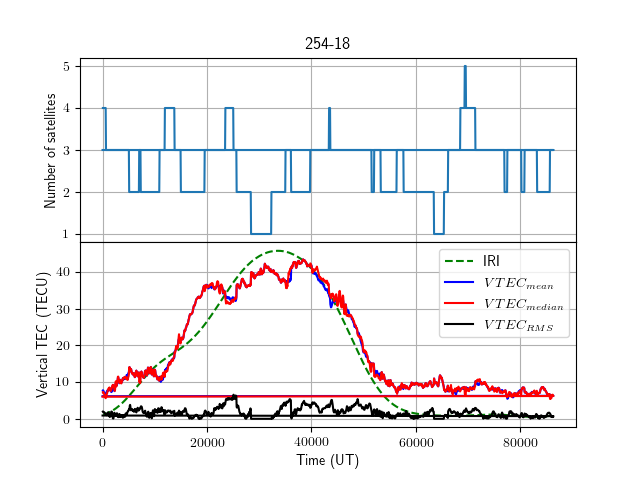 254-18
5
4
3
2
1
Number of satellites
40
30
20
10
0
Vertical TEC (TECU)
IRI
VTEC_mean
VTEC_median
VTEC_RMS
0 20000 40000 60000 80000
Time (UT)